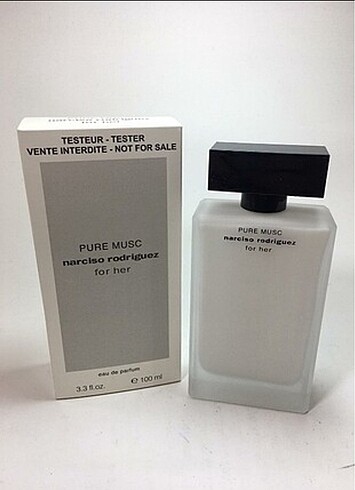 TESTEUR - TESTER
VENTE INTERDITE - NOT FOR SALE
PURE MUSC
narciso rodriguez
for her
eau de parfum
3.3 fl.oz. ℮ 100 ml
PURE MUSC
narciso rodriguez
for her